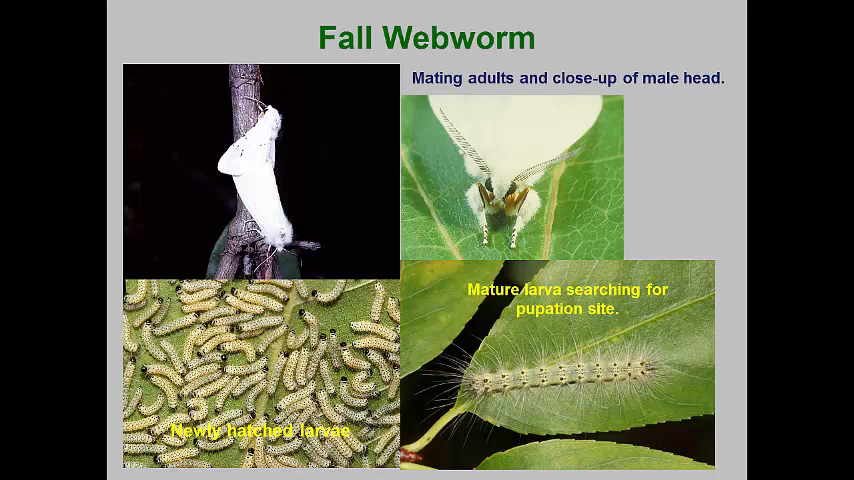 Fall Webworm
Mating adults and close-up of male head.
Mature larva searching for
pupation site.
Newly hatched larvae